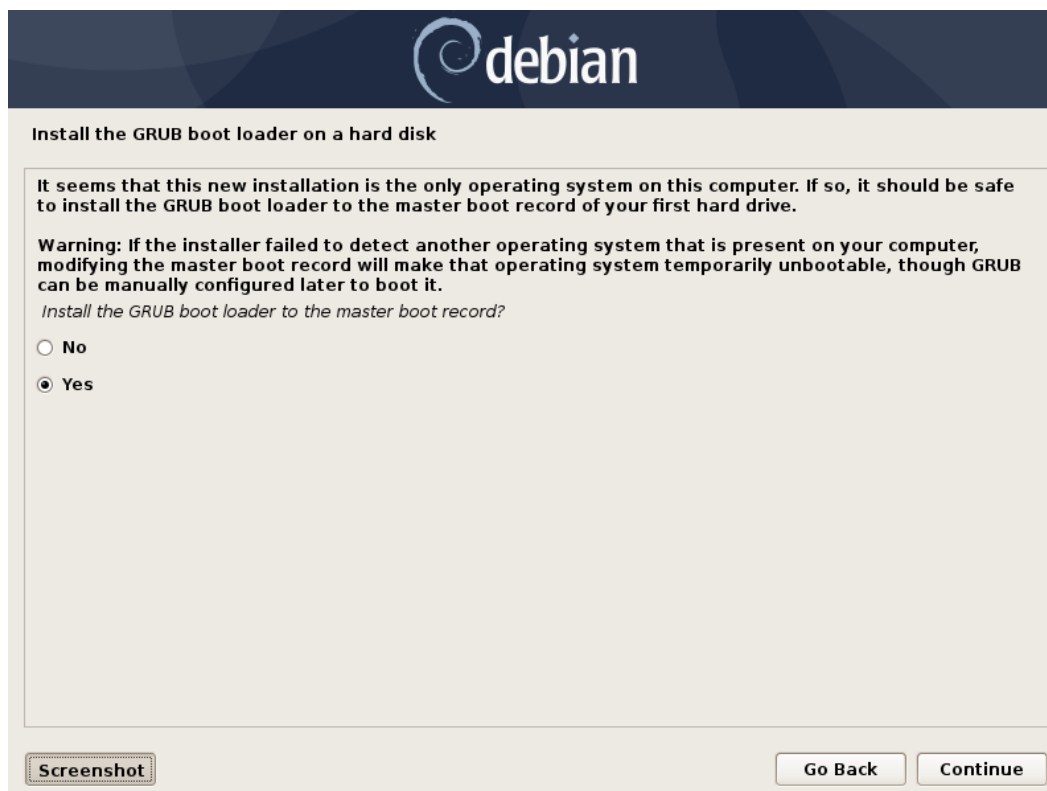 debian
Install the GRUB boot loader on a hard disk
It seems that this new installation is the only operating system on this computer. If so, it should be safe
to install the GRUB boot loader to the master boot record of your first hard drive.
Warning: If the installer failed to detect another operating system that is present on your computer,
modifying the master boot record will make that operating system temporarily unbootable, though GRUB
can be manually configured later to boot it.
Install the GRUB boot loader to the master boot record?
No
Yes
Screenshot
Go Back
Continue